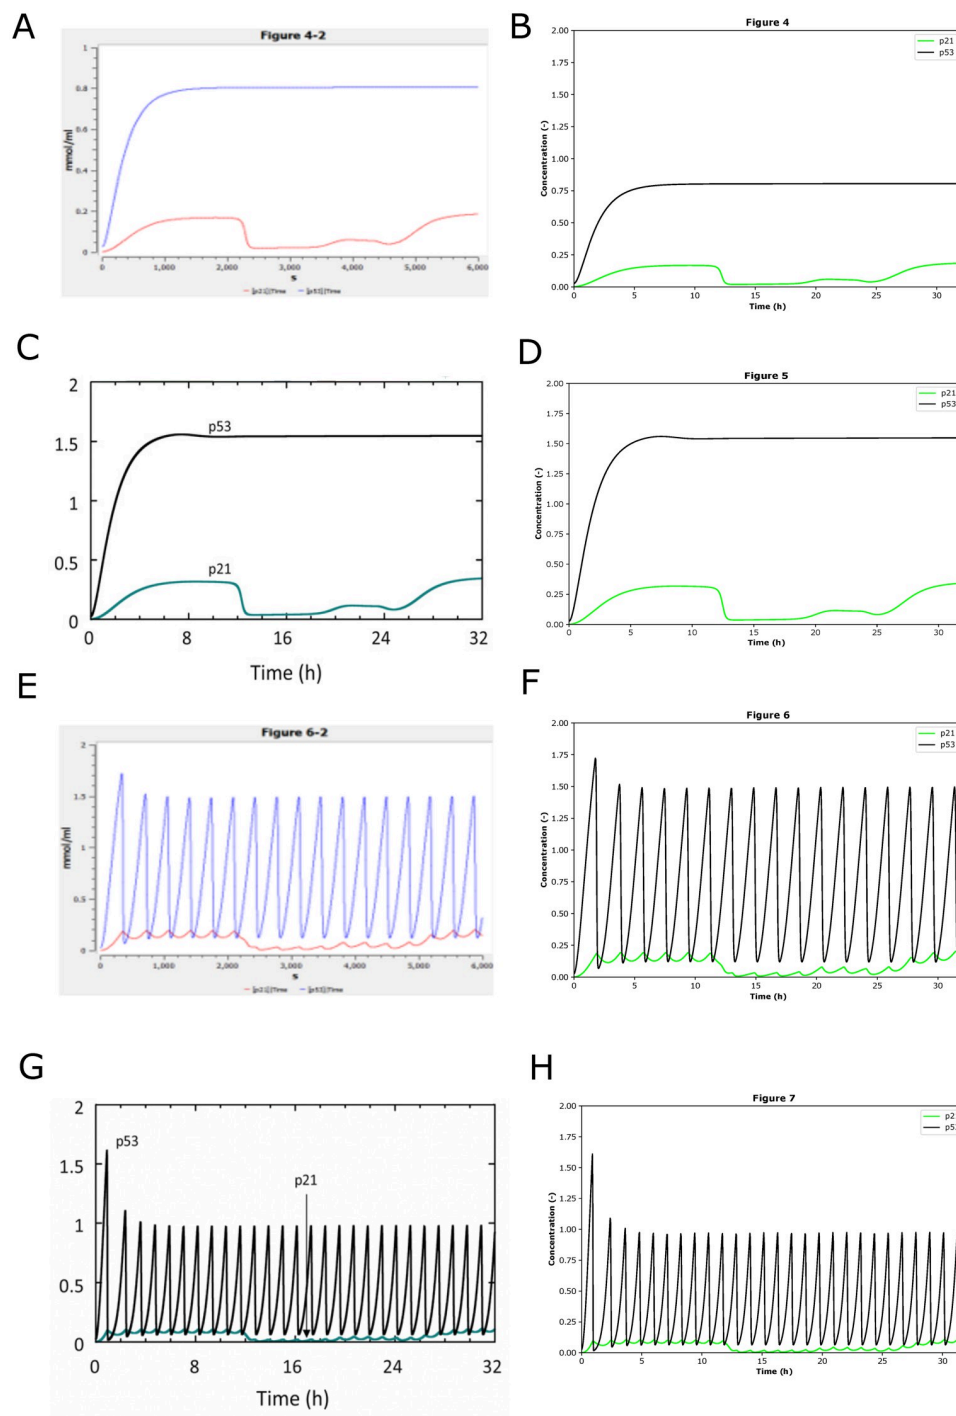 A
Figure 4-2
1
0.8
0.6
0.4
0.2
0
mmol/ml
0 1,000 2,000 3,000 4,000 5,000 6,000
s
[p21]|Time [p53]|Time
B
Figure 4
p21
p53
2.00
1.75
1.50
1.25
1.00
0.75
0.50
0.25
0.00
Concentration (-)
0 5 10 15 20 25 30
Time (h)
C
2
1.5
1
0.5
0
p53
p21
0 8 16 24 32
Time (h)
D
Figure 5
p21
p53
2.00
1.75
1.50
1.25
1.00
0.75
0.50
0.25
0.00
Concentration (-)
0 5 10 15 20 25 30
Time (h)
E
Figure 6-2
2
1.5
1
0.5
0
mmol/ml
0 1,000 2,000 3,000 4,000 5,000 6,000
s
[p21]|Time [p53]|Time
F
Figure 6
p21
p53
2.00
1.75
1.50
1.25
1.00
0.75
0.50
0.25
0.00
Concentration (-)
0 5 10 15 20 25 30
Time (h)
G
2
1.5
1
0.5
0
p53
p21
0 8 16 24 32
Time (h)
H
Figure 7
p2
p5
2.00
1.75
1.50
1.25
1.00
0.75
0.50
0.25
0.00
Concentration (-)
0 5 10 15 20 25 30
Time (h)